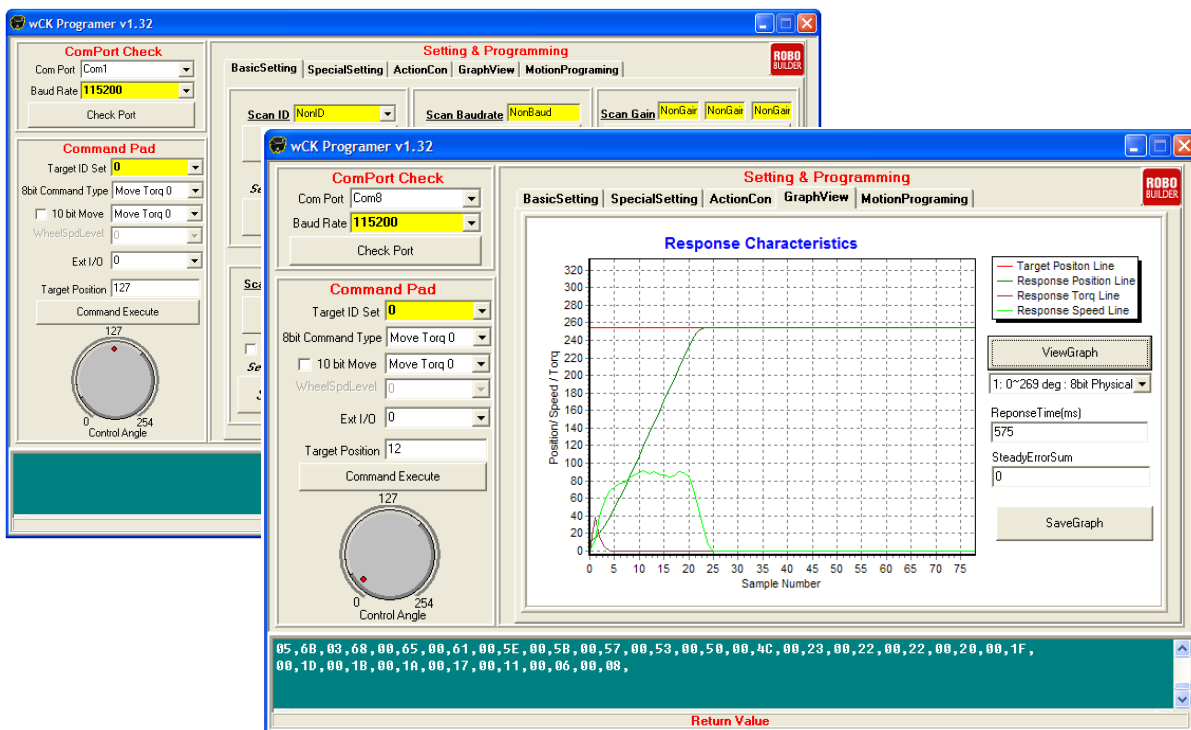 wCK Programer v1.32
ComPort Check
Com Port Com1
Baud Rate 115200
Check Port
Command Pad
Target ID Set 0
8bit Command Type Move Torq 0
10 bit Move Move Torq 0
WheelSpdLevel 0
Ext I/O 0
Target Position 127
Command Execute
127
0 254
Control Angle
Setting & Programming
ROBO
BUILDER
BasicSetting SpecialSetting ActionCon GraphView MotionPrograming
Scan ID NonID Scan Baudrate NonBaud Scan Gain NonGair NonGair NonGair
wCK Programer v1.32
ComPort Check
Com Port Com8
Baud Rate 115200
Check Port
Command Pad
Target ID Set 0
8bit Command Type Move Torq 0
10 bit Move Move Torq 0
WheelSpdLevel 0
Ext I/O 0
Target Position 12
Command Execute
127
0 254
Control Angle
Setting & Programming
ROBO
BUILDER
BasicSetting SpecialSetting ActionCon GraphView MotionPrograming
Response Characteristics
Position/Speed / Torq
320
300
280
260
240
220
200
180
160
140
120
100
80
60
40
20
0
0 5 10 15 20 25 30 35 40 45 50 55 60 65 70 75
Sample Number
Target Positon Line
Response Position Line
Response Torq Line
Response Speed Line
ViewGraph
1: 0~269 deg : 8bit Physical
ReponseTime(ms)
575
SteadyErrorSum
0
SaveGraph
05,6B,03,68,00,65,00,61,00,5E,00,5B,00,57,00,53,00,50,00,4C,00,23,00,22,00,22,00,20,00,1F,
00,1D,00,1B,00,1A,00,17,00,11,00,06,00,08,
Return Value